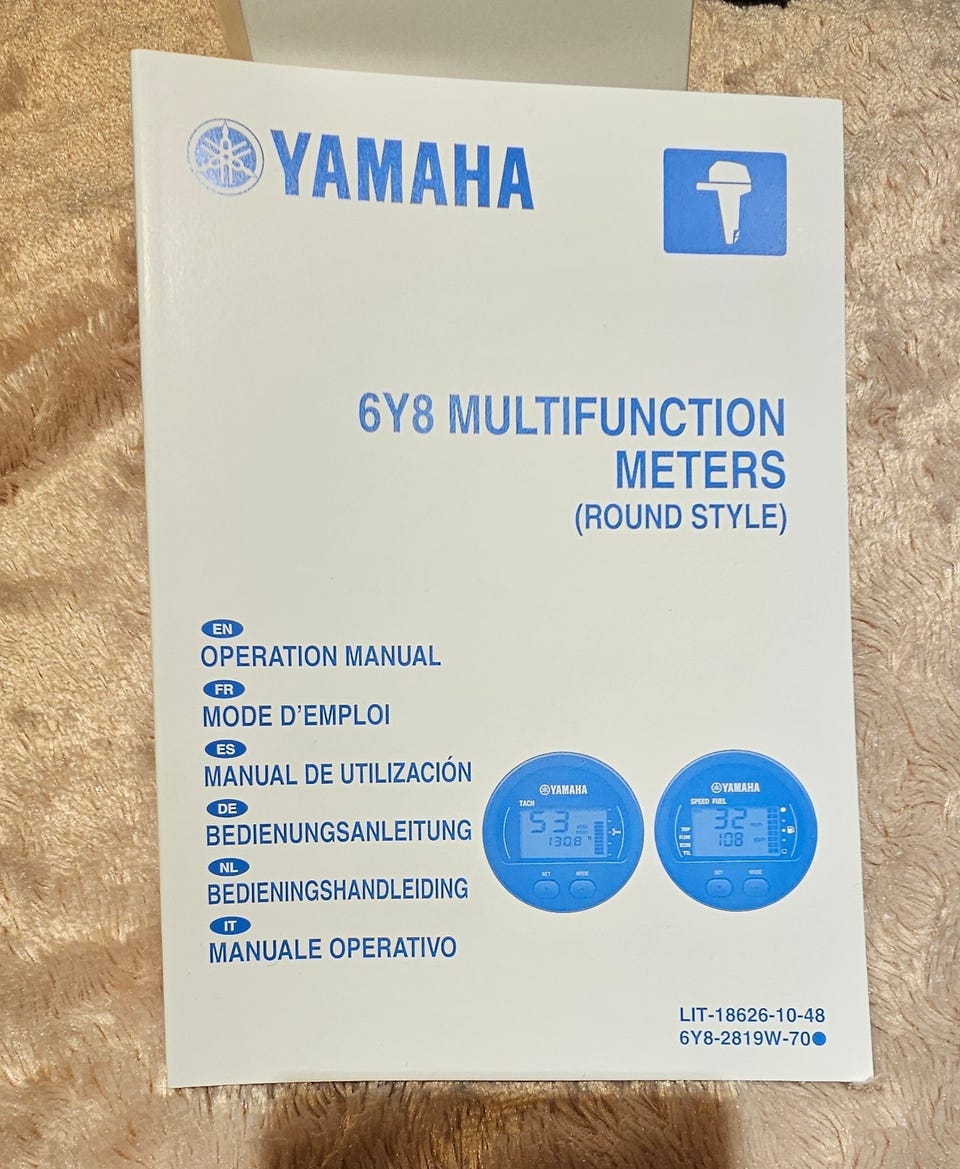 YAMAHA
6Y8 MULTIFUNCTION
METERS
(ROUND STYLE)
EN
OPERATION MANUAL
FR
MODE D'EMPLOI
ES
MANUAL DE UTILIZACIÓN
DE
BEDIENUNGSANLEITUNG
NL
BEDIENINGSHANDLEIDING
IT
MANUALE OPERATIVO
YAMAHA
TACH
53
130.8
SET MODE
YAMAHA
SPEED FUEL
32
108
SET MODE
LIT-18626-10-48
6Y8-2819W-70